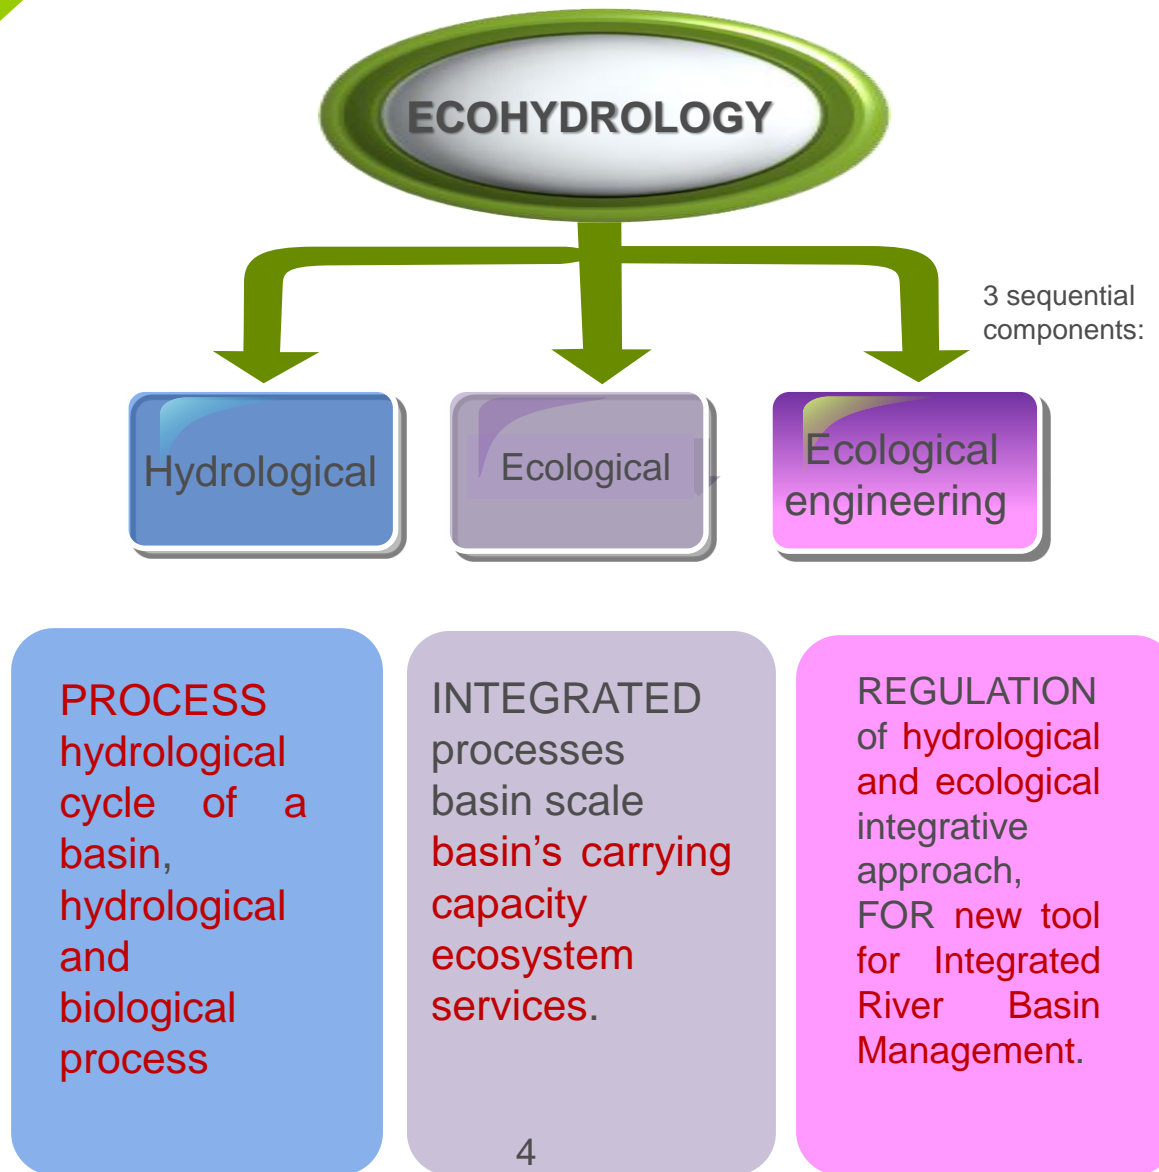 ECOHYDROLOGY
3 sequential
components:
Hydrological
Ecological
Ecological
engineering
PROCESS
hydrological
cycle of a
basin,
hydrological
and
biological
process
INTEGRATED
processes
basin scale
basin’s carrying
capacity
ecosystem
services.
REGULATION
of hydrological
and ecological
integrative
approach,
FOR new tool
for Integrated
River Basin
Management.
4